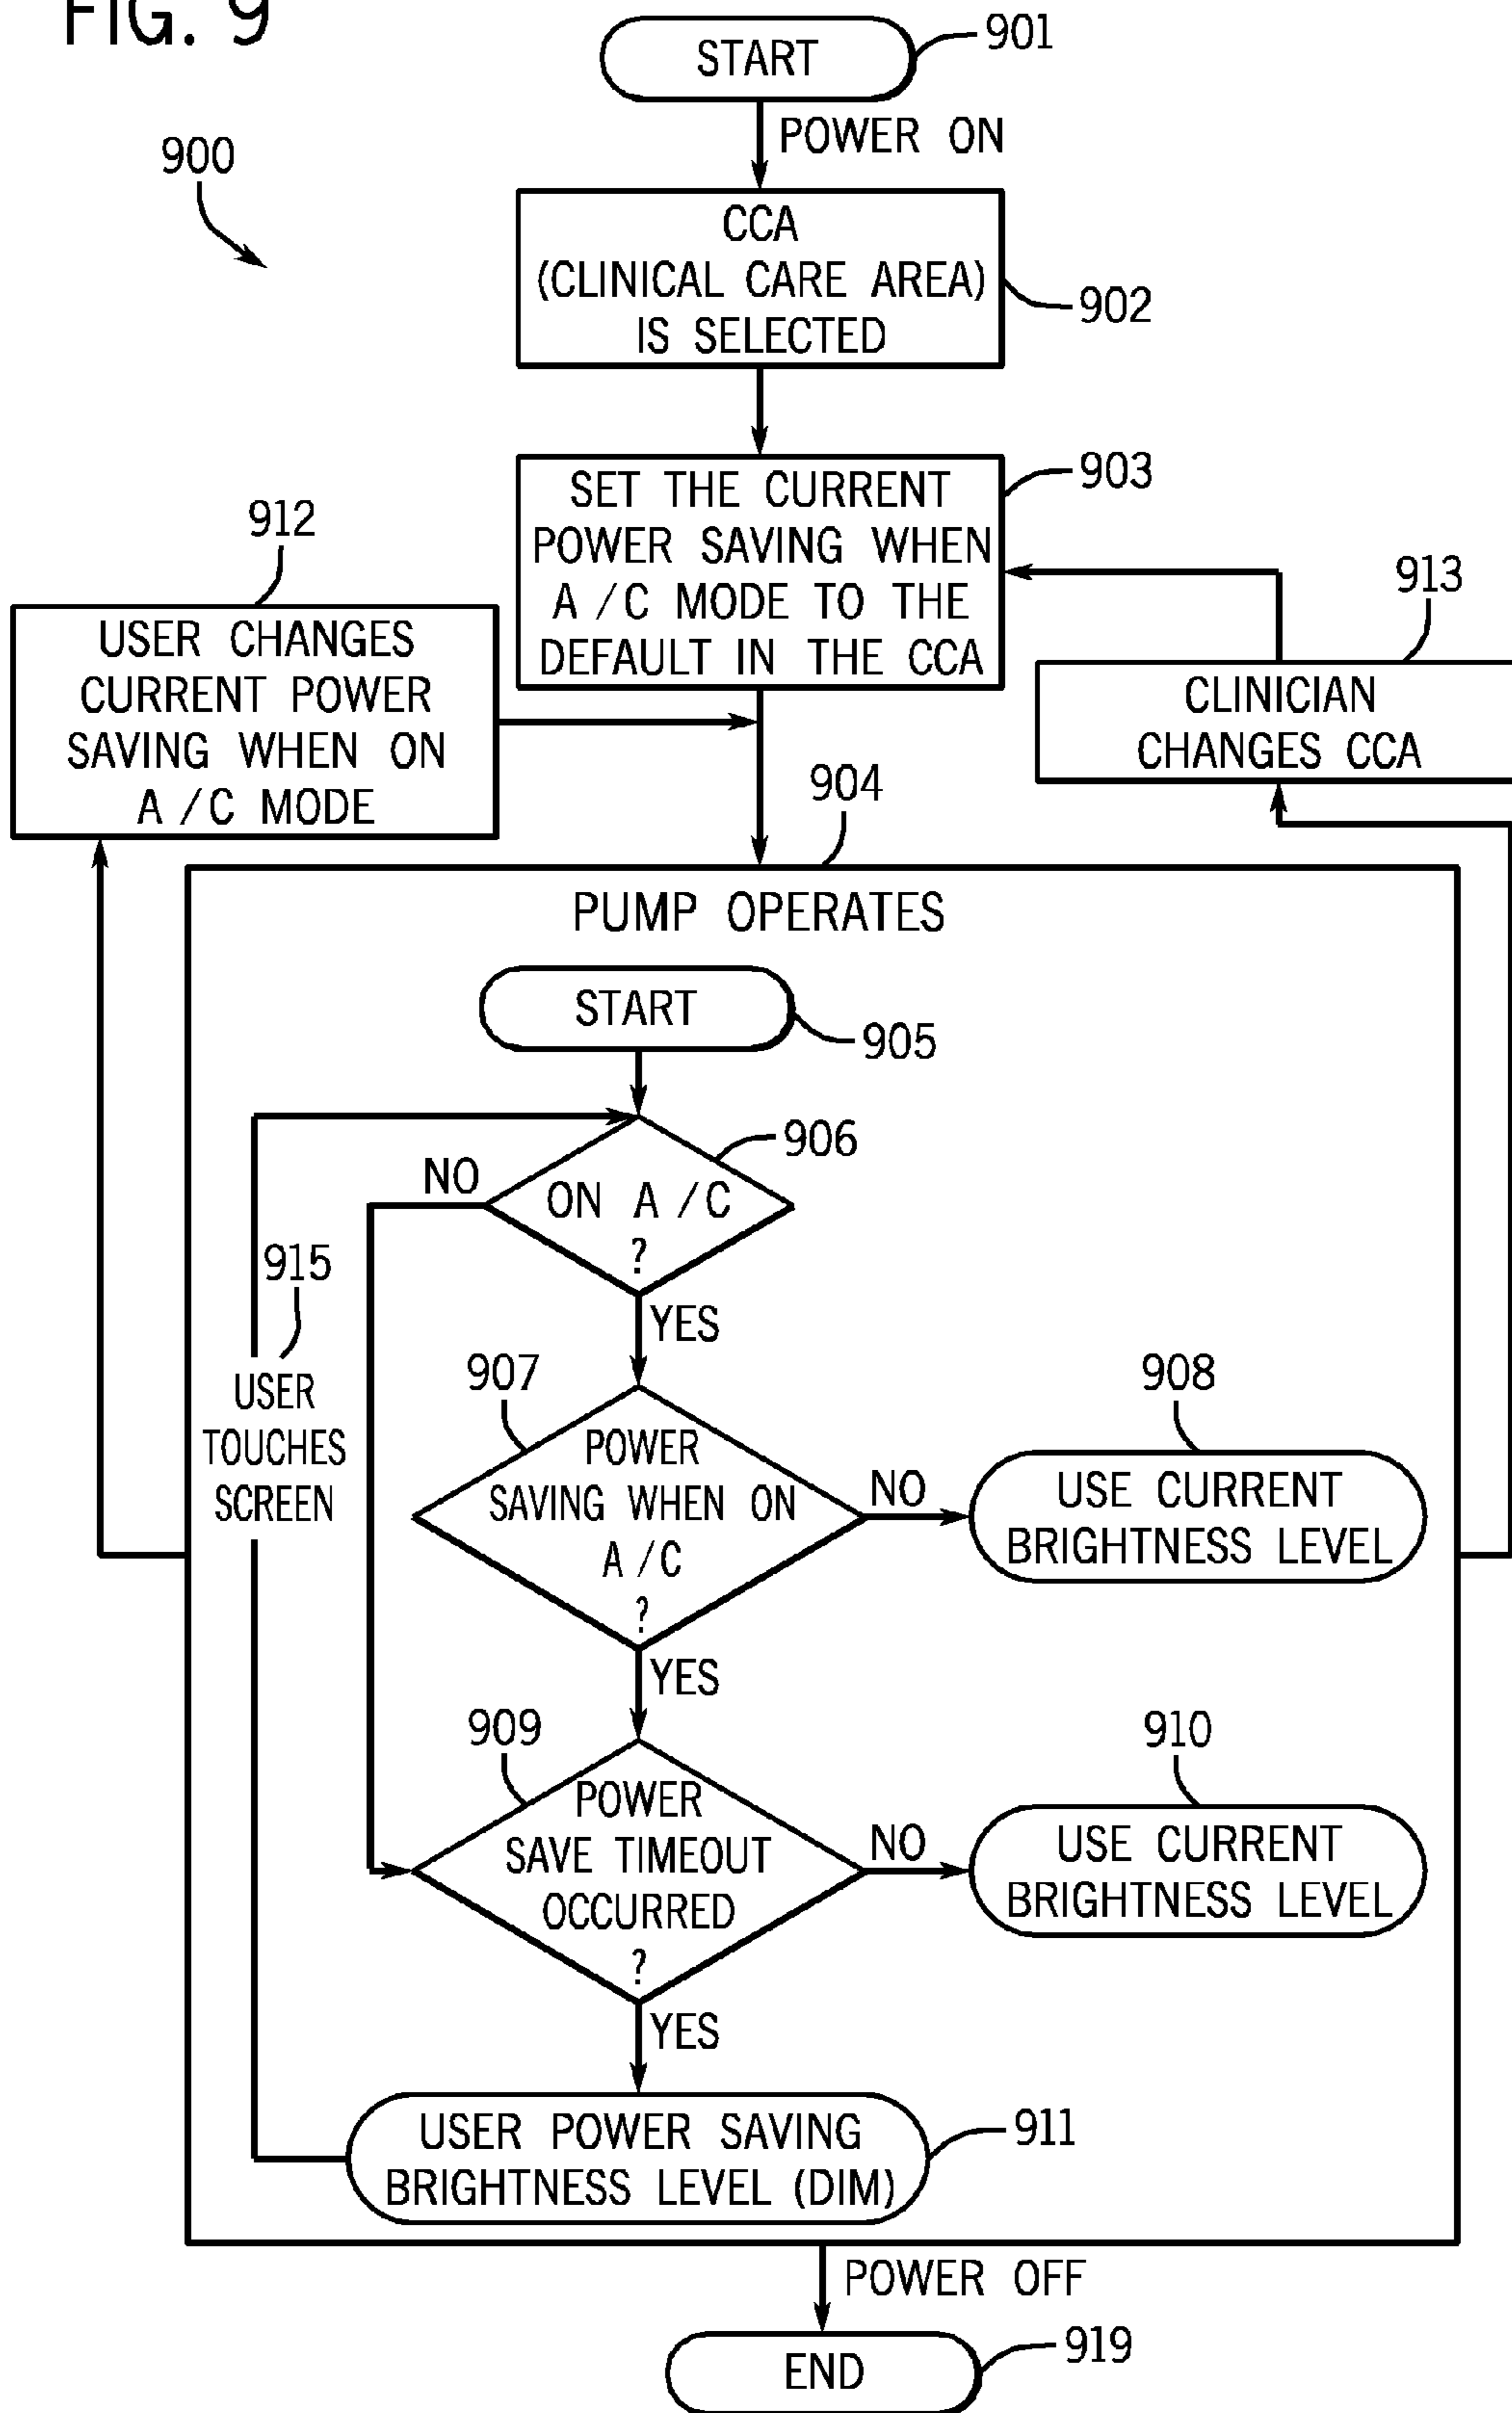 FIG. 9
START
901
POWER ON
900
CCA
(CLINICAL CARE AREA)
IS SELECTED
902
SET THE CURRENT
POWER SAVING WHEN
A/C MODE TO THE
DEFAULT IN THE CCA
903
912
USER CHANGES
CURRENT POWER
SAVING WHEN ON
A/C MODE
913
CLINICIAN
CHANGES CCA
904
PUMP OPERATES
START
905
906
NO
ON A/C
?
YES
915
USER
TOUCHES
SCREEN
907
POWER
SAVING WHEN ON
A/C
?
NO
908
USE CURRENT
BRIGHTNESS LEVEL
YES
909
POWER
SAVE TIMEOUT
OCCURRED
?
NO
910
USE CURRENT
BRIGHTNESS LEVEL
YES
USER POWER SAVING
BRIGHTNESS LEVEL (DIM)
911
POWER OFF
END
919